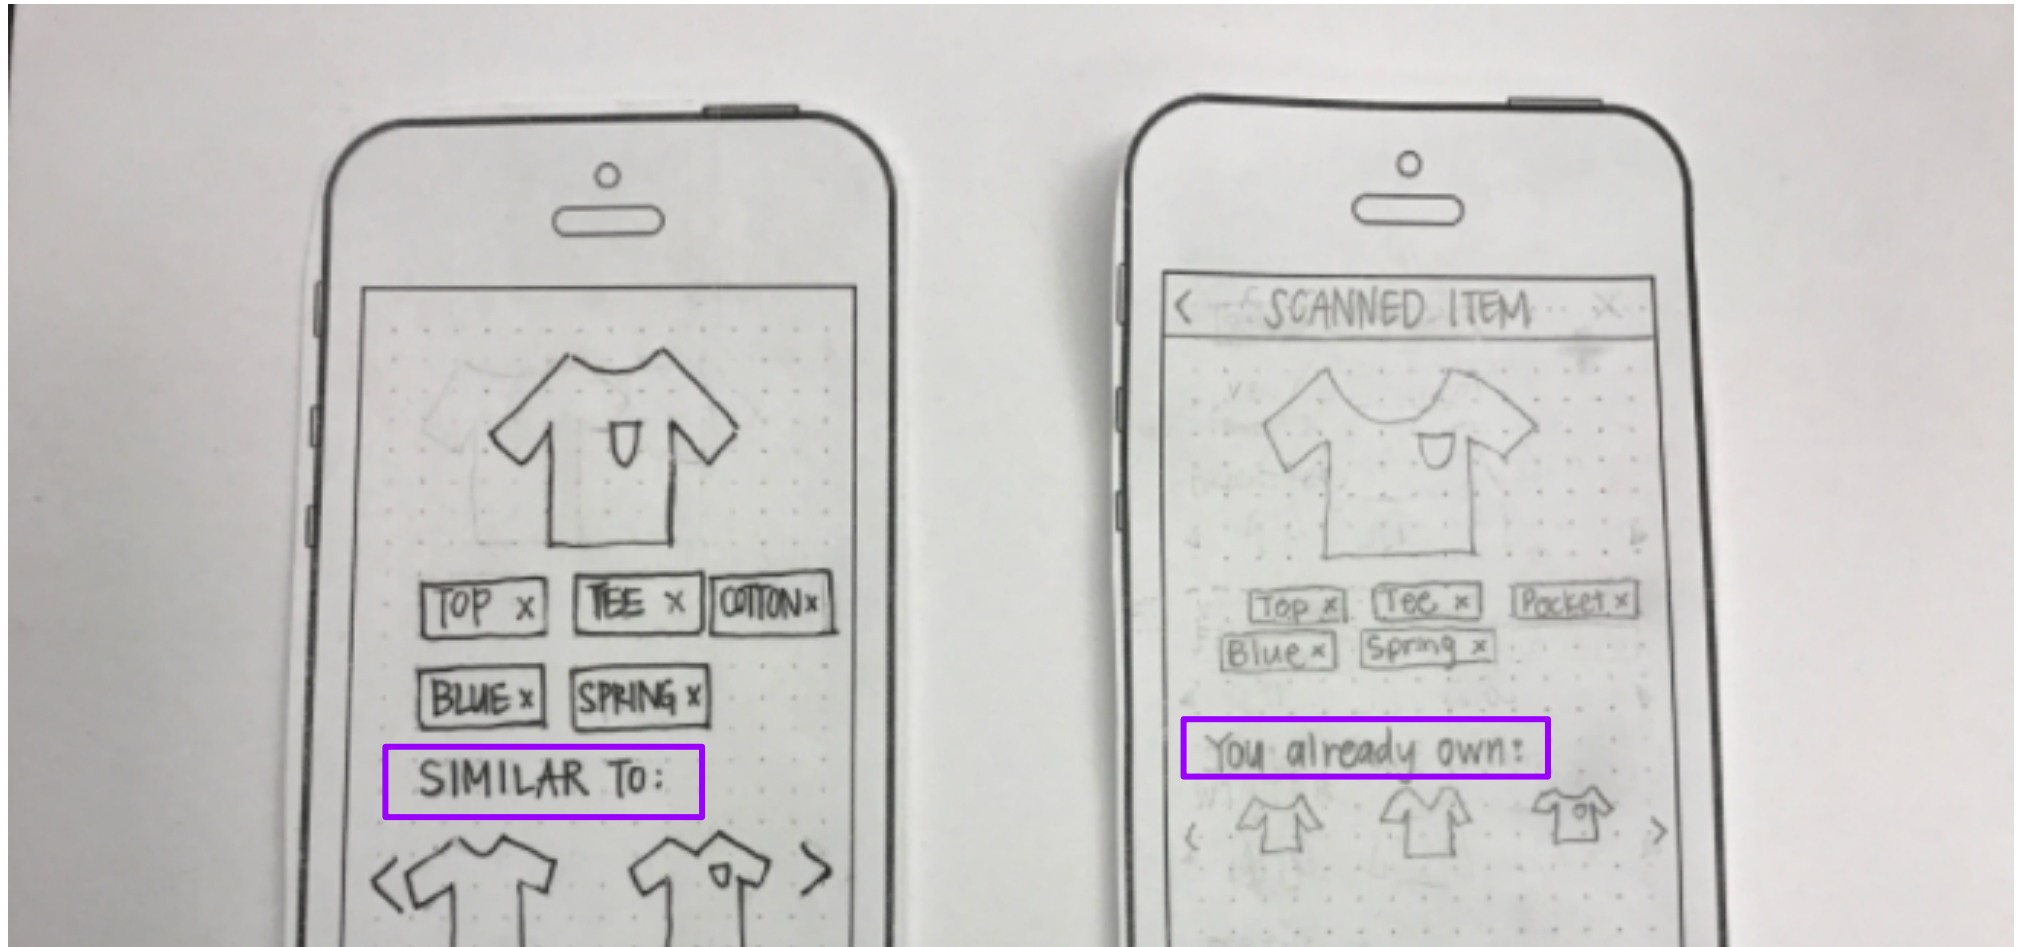 TOP x TEE x COTTON x
BLUE x SPRING x
SIMILAR TO:
< >
< SCANNED ITEM x
Top x Tee x Pocket x
Blue x Spring x
You already own:
< >